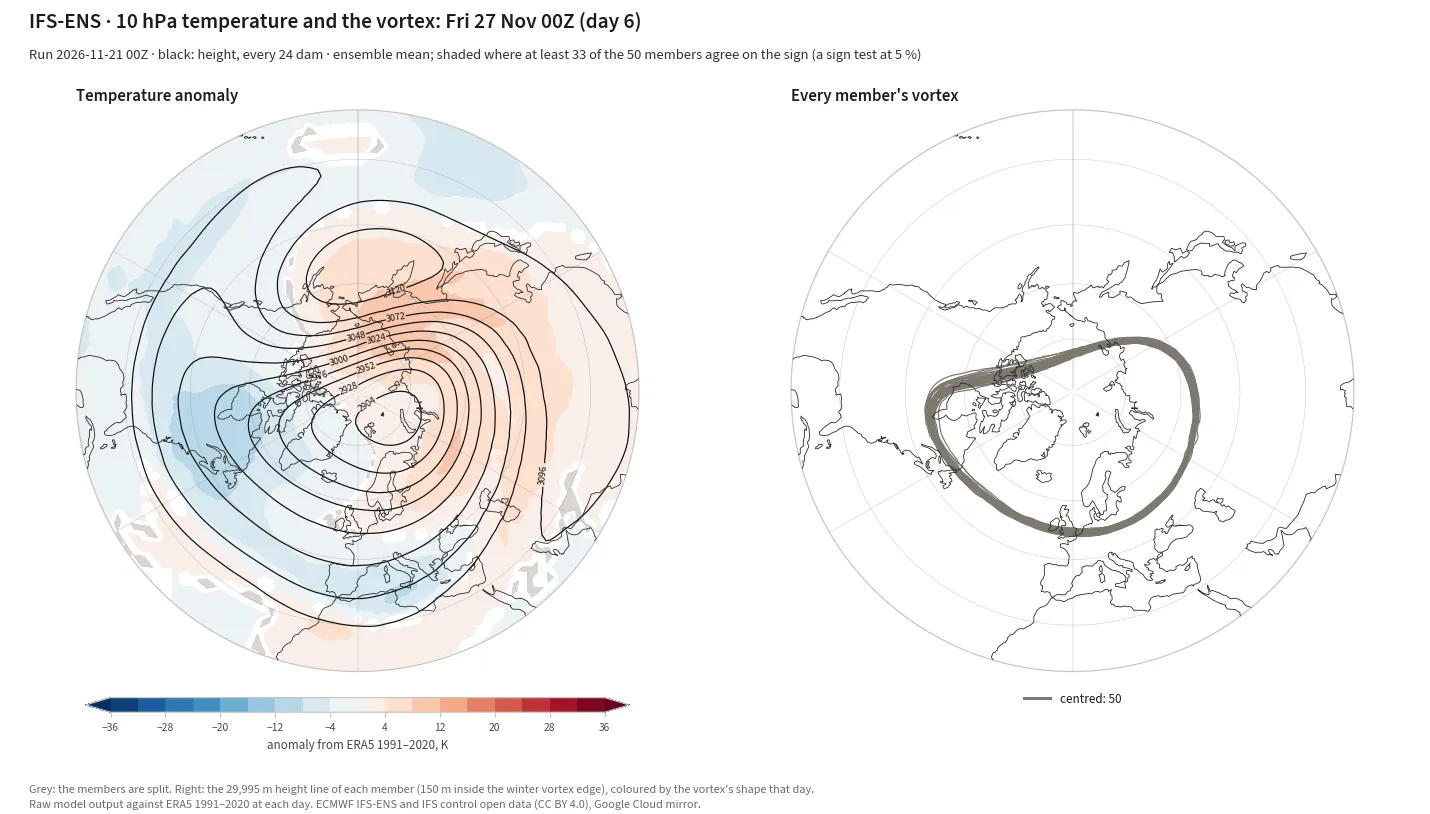 IFS-ENS · 10 hPa temperature and the vortex: Fri 27 Nov 00Z (day 6)
Run 2026-11-21 00Z · black: height, every 24 dam · ensemble mean; shaded where at least 33 of the 50 members agree on the sign (a sign test at 5 %)
Temperature anomaly
Every member's vortex
3120
3072
3048
3024
3000
2952
2928
2904
3096
centred: 50
−36 −28 −20 −12 −4 4 12 20 28 36
anomaly from ERA5 1991–2020, K
Grey: the members are split. Right: the 29,995 m height line of each member (150 m inside the winter vortex edge), coloured by the vortex's shape that day.
Raw model output against ERA5 1991–2020 at each day. ECMWF IFS-ENS and IFS control open data (CC BY 4.0), Google Cloud mirror.